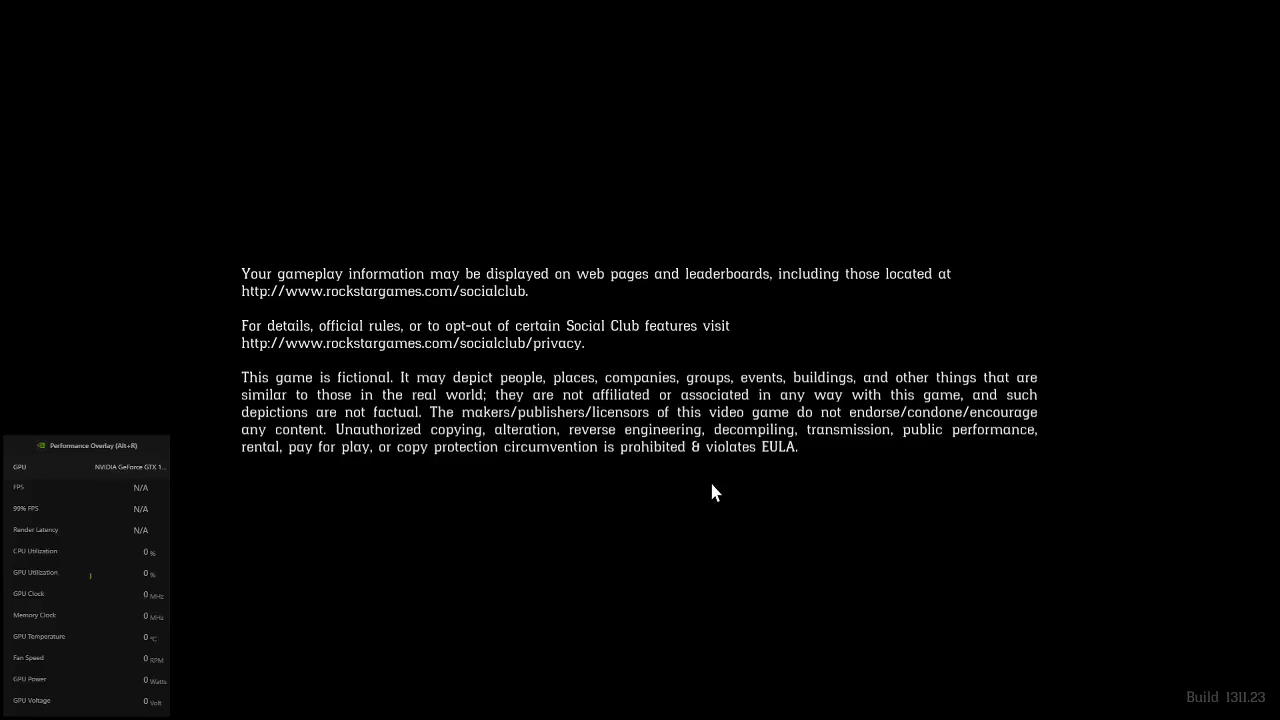 Your gameplay information may be displayed on web pages and leaderboards, including those located at
http://www.rockstargames.com/socialclub.
For details, official rules, or to opt-out of certain Social Club features visit
http://www.rockstargames.com/socialclub/privacy.
This game is fictional. It may depict people, places, companies, groups, events, buildings, and other things that are
similar to those in the real world; they are not affiliated or associated in any way with this game, and such
depictions are not factual. The makers/publishers/licensors of this video game do not endorse/condone/encourage
any content. Unauthorized copying, alteration, reverse engineering, decompiling, transmission, public performance,
rental, pay for play, or copy protection circumvention is prohibited & violates EULA.
Performance Overlay (Alt+R)
GPU NVIDIA GeForce GTX 1...
FPS N/A
99% FPS N/A
Render Latency N/A
CPU Utilization 0 %
GPU Utilization 0 %
GPU Clock 0 MHz
Memory Clock 0 MHz
GPU Temperature 0 °C
Fan Speed 0 RPM
GPU Power 0 Watts
GPU Voltage 0 Volt
Build 1311.23